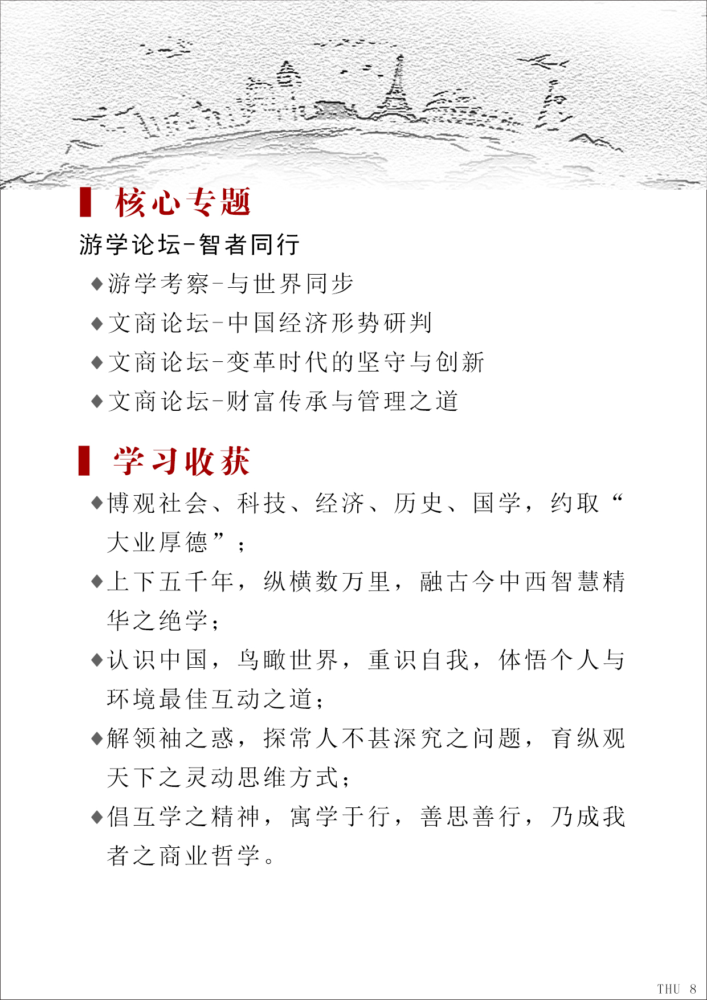 核心专题
游学论坛-智者同行
◆游学考察-与世界同步
◆文商论坛-中国经济形势研判
◆文商论坛-变革时代的坚守与创新
◆文商论坛-财富传承与管理之道
学习收获
◆博观社会、科技、经济、历史、国学，约取“
大业厚德”；
◆上下五千年，纵横数万里，融古今中西智慧精
华之绝学；
◆认识中国，鸟瞰世界，重识自我，体悟个人与
环境最佳互动之道；
◆解领袖之惑，探常人不甚深究之问题，育纵观
天下之灵动思维方式；
◆倡互学之精神，寓学于行，善思善行，乃成我
者之商业哲学。
THU 8